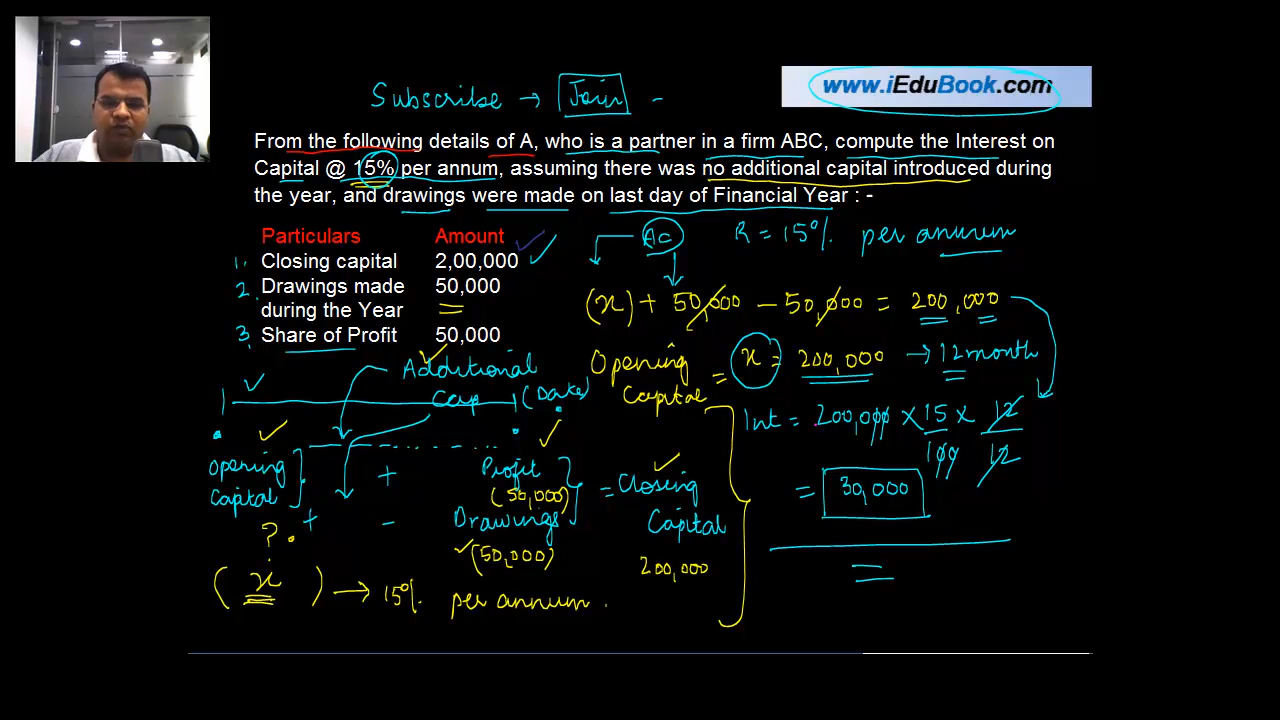 Subscribe → Join -
www.iEduBook.com
From the following details of A, who is a partner in a firm ABC, compute the Interest on
Capital @ 15% per annum, assuming there was no additional capital introduced during
the year, and drawings were made on last day of Financial Year : -
Particulars Amount
1. Closing capital 2,00,000
2. Drawings made 50,000
during the Year
3. Share of Profit 50,000
Ac R = 15% per annum
(x) + 50,000 - 50,000 = 200,000
Opening Capital = x = 200,000 → 12 month
Int = 200,000 × 15 × 12
100 12
= 30,000
Additional
Cap (Date)
Opening
Capital
?
+ Profit
(50,000)
+ - Drawings
(50,000)
= Closing
Capital
200,000
(x) → 15% per annum.